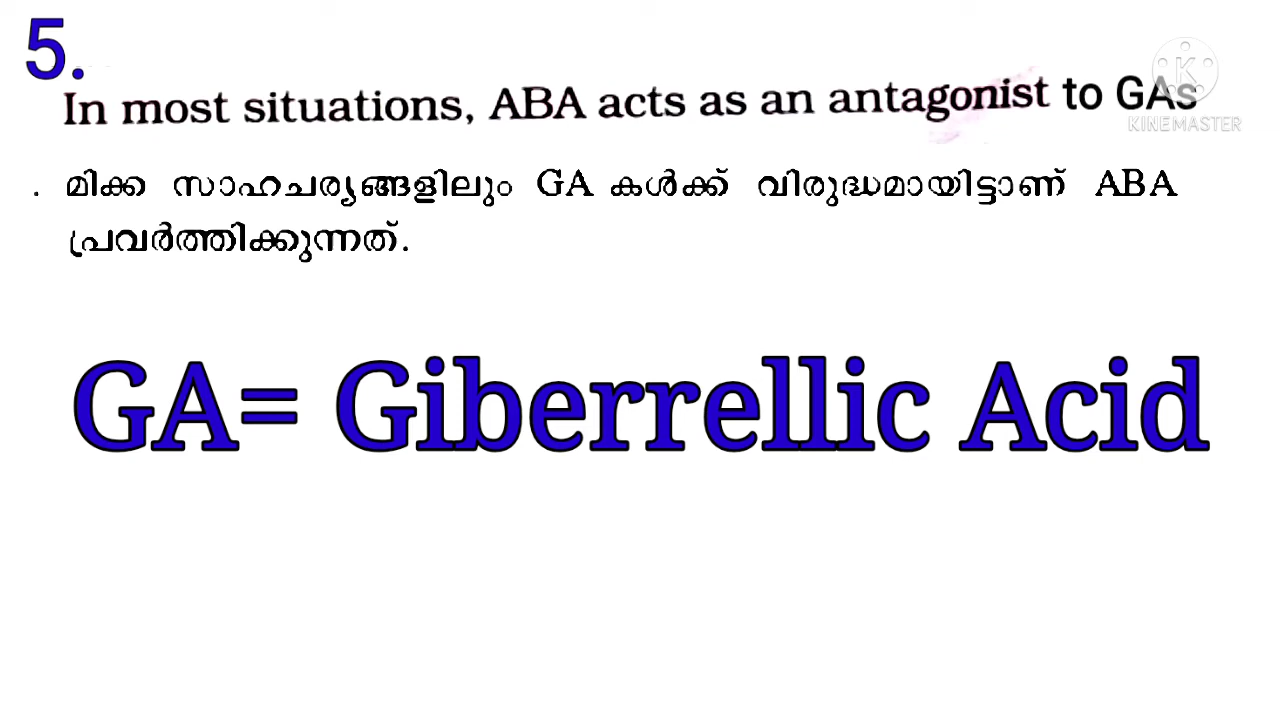 5.
In most situations, ABA acts as an antagonist to GAs
KINEMASTER
. മിക്ക സാഹചര്യങ്ങളിലും GA കൾക്ക് വിരുദ്ധമായിട്ടാണ് ABA
പ്രവർത്തിക്കുന്നത്.
GA= Giberrellic Acid